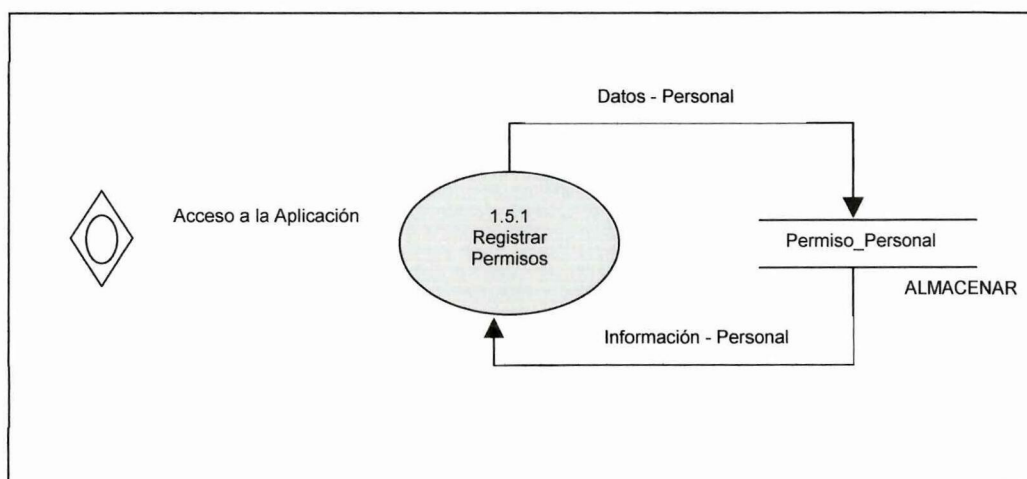 Datos - Personal
Acceso a la Aplicación
1.5.1
Registrar
Permisos
Permiso_Personal
ALMACENAR
Información - Personal